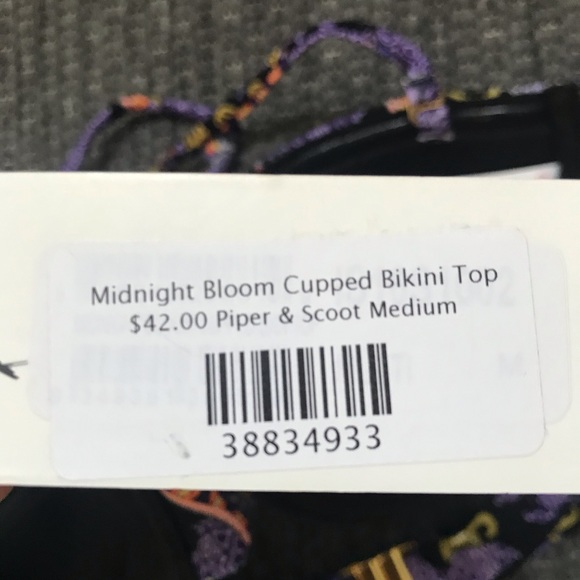 Midnight Bloom Cupped Bikini Top
$42.00 Piper & Scoot Medium
38834933